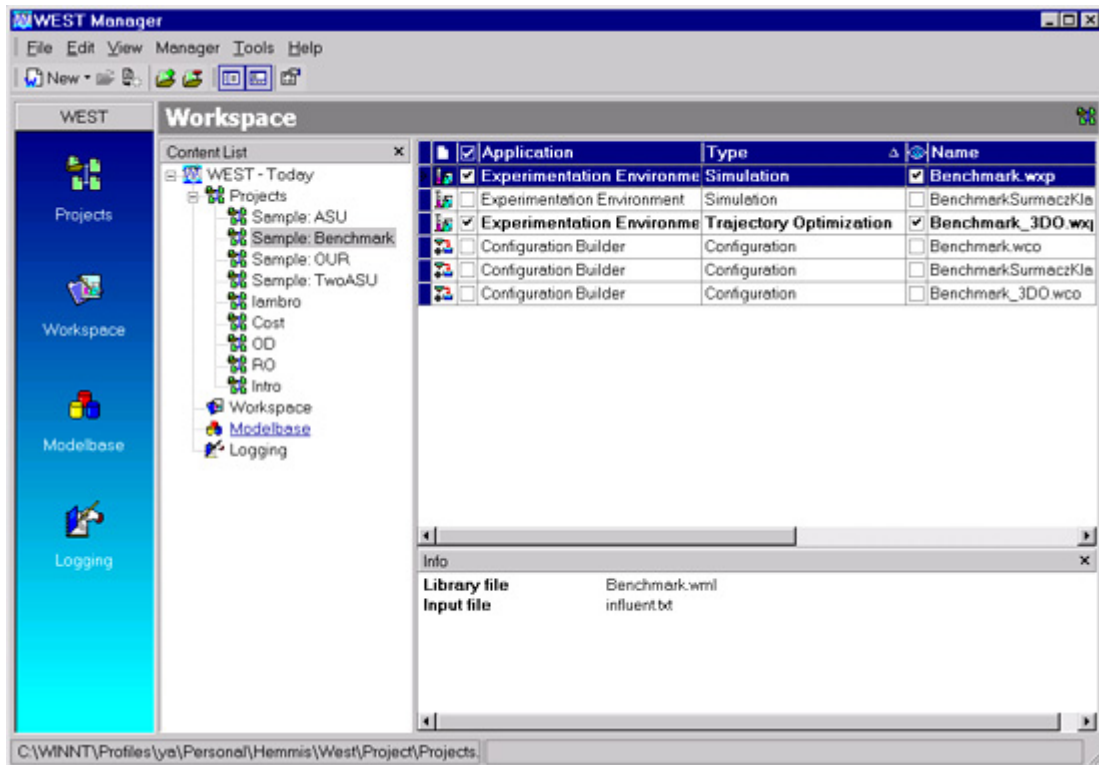 WEST Manager
File Edit View Manager Tools Help
New
WEST
Projects
Workspace
Modelbase
Logging
Workspace
Content List
WEST - Today
Projects
Sample: ASU
Sample: Benchmark
Sample: OUR
Sample: TwoASU
lambro
Cost
OD
RO
Intro
Workspace
Modelbase
Logging
Application Type Name
Experimentation Environme Simulation Benchmark.wxp
Experimentation Environment Simulation BenchmarkSurmaczKla
Experimentation Environme Trajectory Optimization Benchmark_3DO.wxp
Configuration Builder Configuration Benchmark.wco
Configuration Builder Configuration BenchmarkSurmaczKla
Configuration Builder Configuration Benchmark_3DO.wco
Info
Library file Benchmark.wml
Input file influent.txt
C:\WINNT\Profiles\ya\Personal\Hemmis\West\Project\Projects.